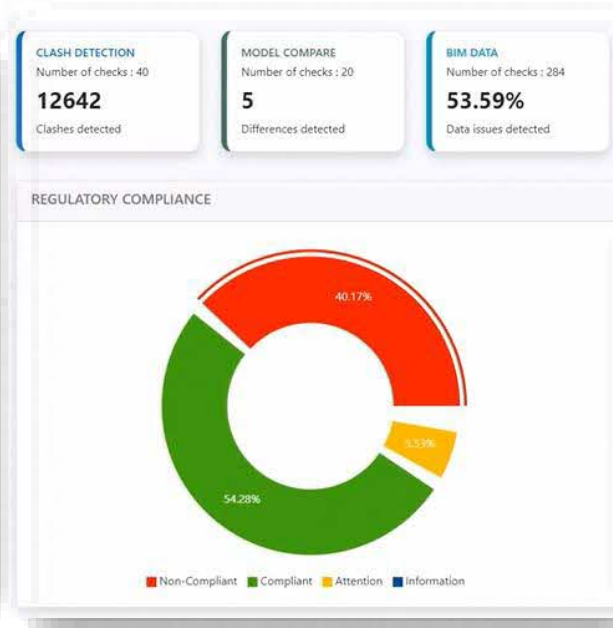 CLASH DETECTION
Number of checks : 40
12642
Clashes detected
MODEL COMPARE
Number of checks : 20
5
Differences detected
BIM DATA
Number of checks : 284
53.59%
Data issues detected
REGULATORY COMPLIANCE
40.17%
5.53%
54.28%
Non-Compliant Compliant Attention Information